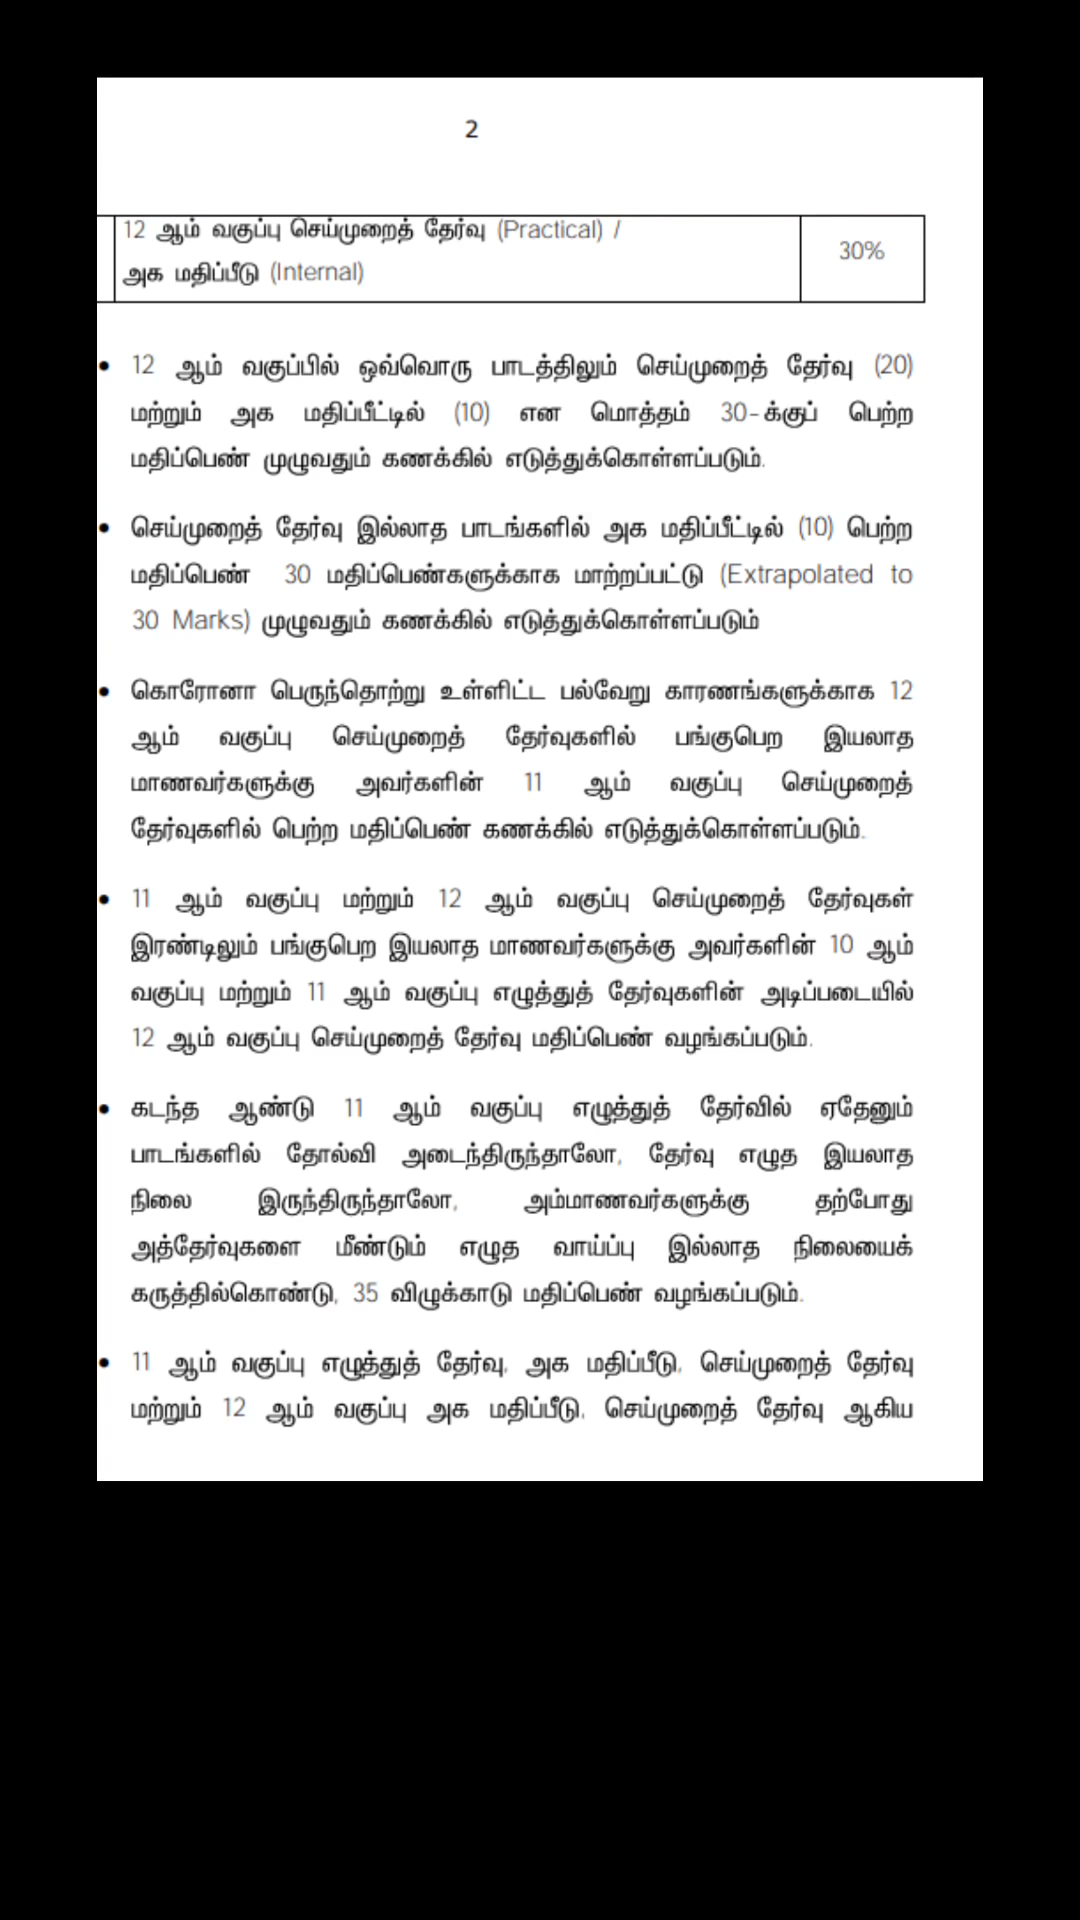 2
12 ஆம் வகுப்பு செய்முறைத் தேர்வு (Practical) /
அக மதிப்பீடு (Internal)
30%
• 12 ஆம் வகுப்பில் ஒவ்வொரு பாடத்திலும் செய்முறைத் தேர்வு (20)
மற்றும் அக மதிப்பீட்டில் (10) என மொத்தம் 30-க்குப் பெற்ற
மதிப்பெண் முழுவதும் கணக்கில் எடுத்துக்கொள்ளப்படும்.
• செய்முறைத் தேர்வு இல்லாத பாடங்களில் அக மதிப்பீட்டில் (10) பெற்ற
மதிப்பெண் 30 மதிப்பெண்களுக்காக மாற்றப்பட்டு (Extrapolated to
30 Marks) முழுவதும் கணக்கில் எடுத்துக்கொள்ளப்படும்
• கொரோனா பெருந்தொற்று உள்ளிட்ட பல்வேறு காரணங்களுக்காக 12
ஆம் வகுப்பு செய்முறைத் தேர்வுகளில் பங்குபெற இயலாத
மாணவர்களுக்கு அவர்களின் 11 ஆம் வகுப்பு செய்முறைத்
தேர்வுகளில் பெற்ற மதிப்பெண் கணக்கில் எடுத்துக்கொள்ளப்படும்.
• 11 ஆம் வகுப்பு மற்றும் 12 ஆம் வகுப்பு செய்முறைத் தேர்வுகள்
இரண்டிலும் பங்குபெற இயலாத மாணவர்களுக்கு அவர்களின் 10 ஆம்
வகுப்பு மற்றும் 11 ஆம் வகுப்பு எழுத்துத் தேர்வுகளின் அடிப்படையில்
12 ஆம் வகுப்பு செய்முறைத் தேர்வு மதிப்பெண் வழங்கப்படும்.
• கடந்த ஆண்டு 11 ஆம் வகுப்பு எழுத்துத் தேர்வில் ஏதேனும்
பாடங்களில் தோல்வி அடைந்திருந்தாலோ, தேர்வு எழுத இயலாத
நிலை இருந்திருந்தாலோ, அம்மாணவர்களுக்கு தற்போது
அத்தேர்வுகளை மீண்டும் எழுத வாய்ப்பு இல்லாத நிலையைக்
கருத்தில்கொண்டு, 35 விழுக்காடு மதிப்பெண் வழங்கப்படும்.
• 11 ஆம் வகுப்பு எழுத்துத் தேர்வு, அக மதிப்பீடு, செய்முறைத் தேர்வு
மற்றும் 12 ஆம் வகுப்பு அக மதிப்பீடு, செய்முறைத் தேர்வு ஆகிய